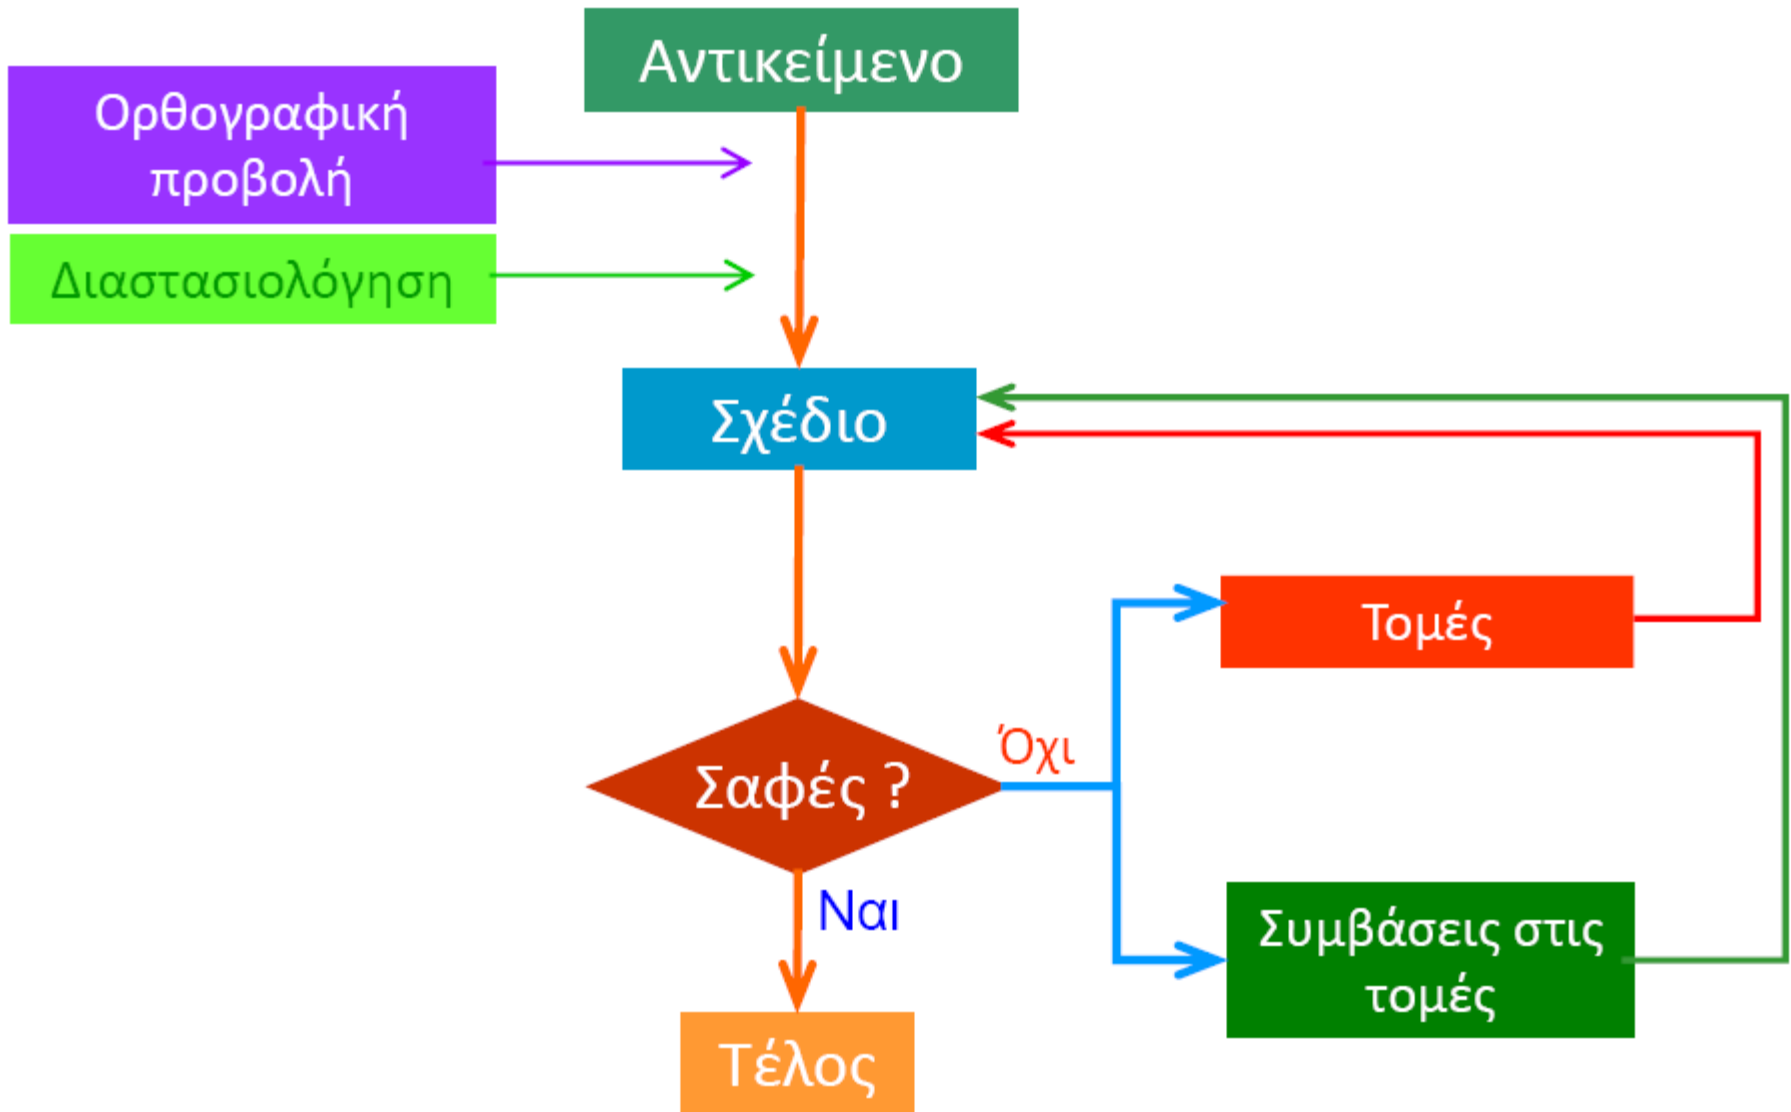 Αντικείμενο
Ορθογραφική
προβολή
Διαστασιολόγηση
Σχέδιο
Τομές
Όχι
Σαφές ?
Ναι
Συμβάσεις στις
τομές
Τέλος